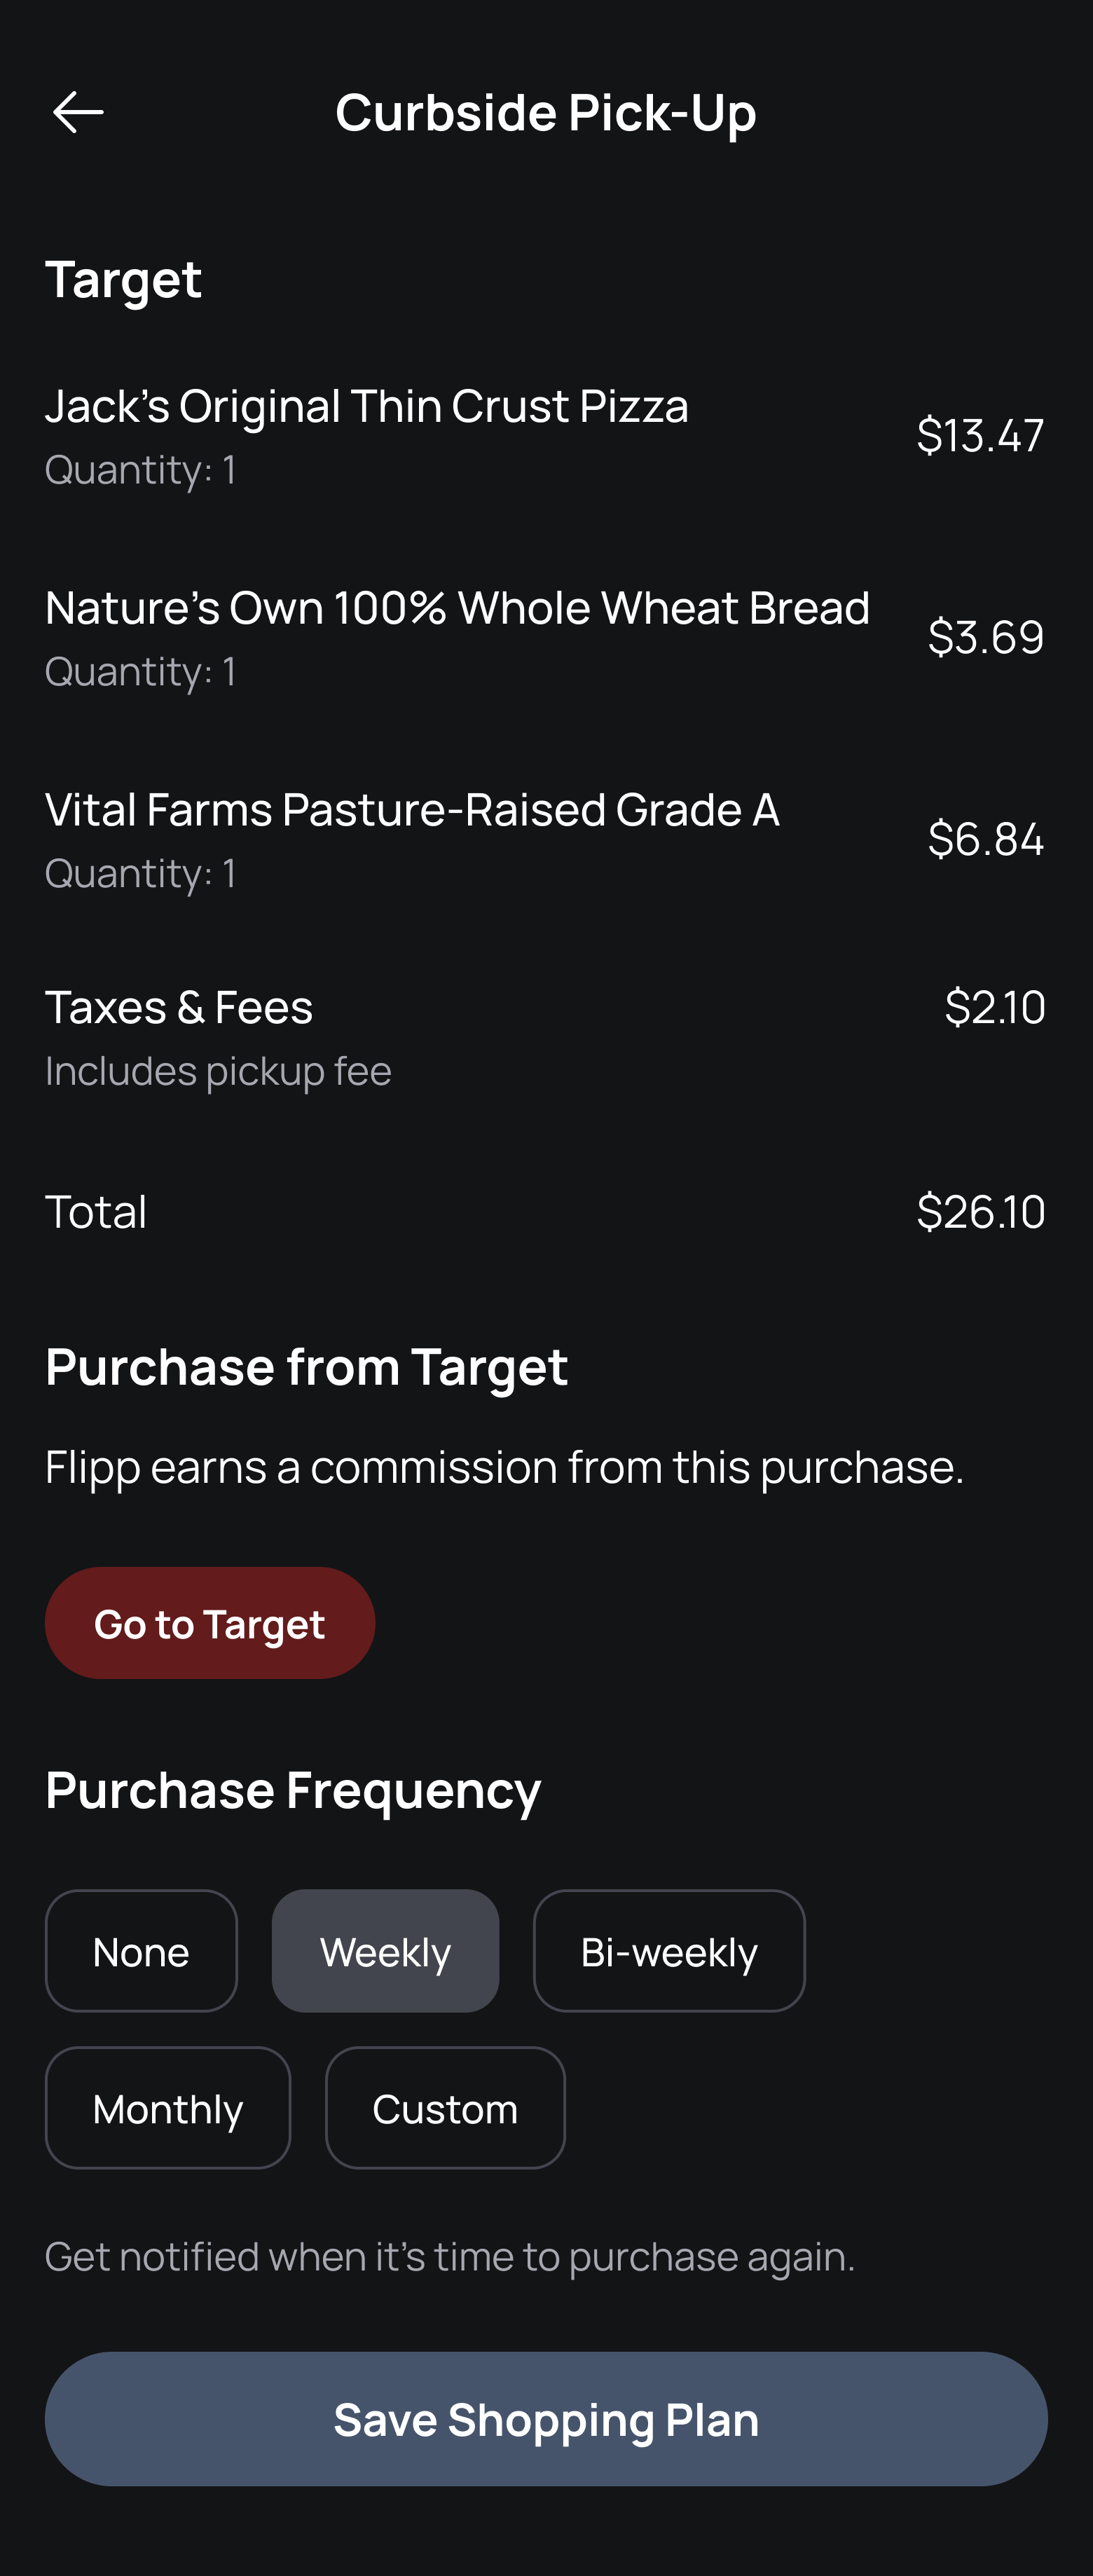 Curbside Pick-Up
Target
Jack’s Original Thin Crust Pizza
$13.47
Quantity: 1
Nature’s Own 100% Whole Wheat Bread
$3.69
Quantity: 1
Vital Farms Pasture-Raised Grade A
$6.84
Quantity: 1
Taxes & Fees
$2.10
Includes pickup fee
Total
$26.10
Purchase from Target
Flipp earns a commission from this purchase.
Go to Target
Purchase Frequency
None
Weekly
Bi-weekly
Monthly
Custom
Get notified when it’s time to purchase again.
Save Shopping Plan